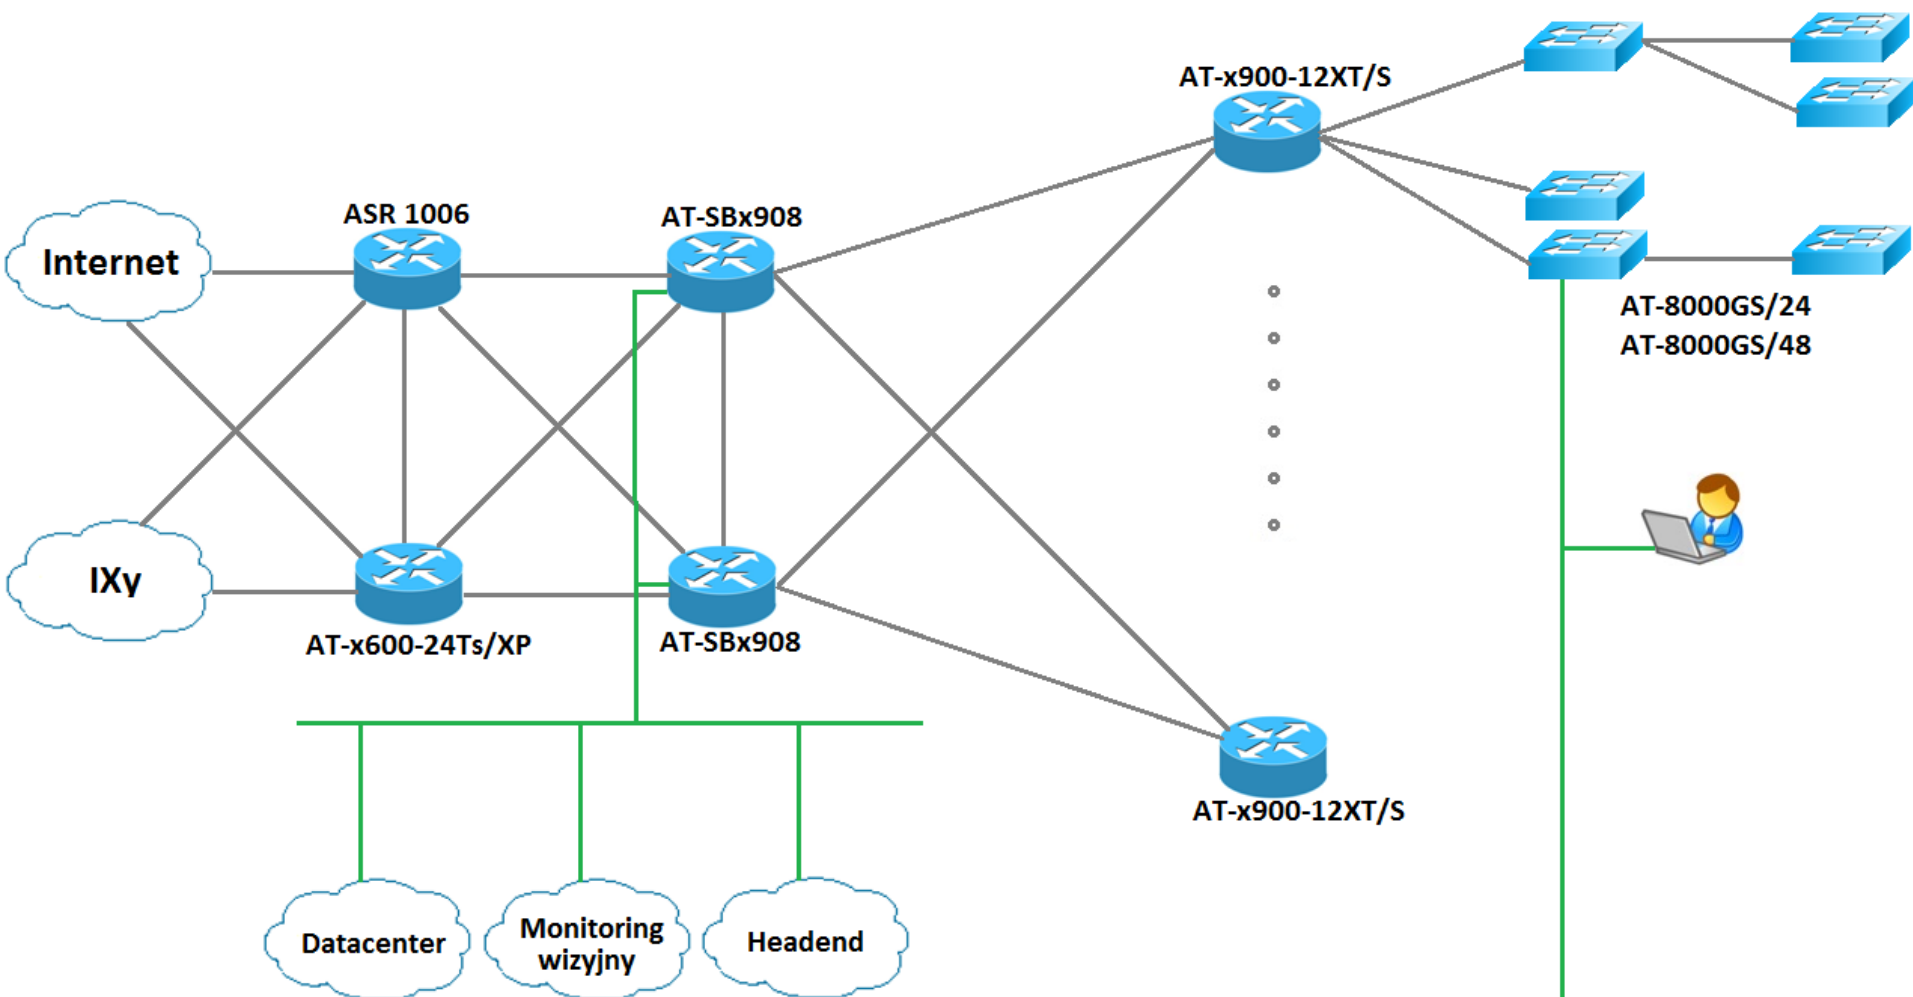 AT-x900-12XT/S
ASR 1006
AT-SBx908
Internet
AT-8000GS/24
AT-8000GS/48
IXy
AT-x600-24Ts/XP
AT-SBx908
AT-x900-12XT/S
Datacenter
Monitoring
wizyjny
Headend